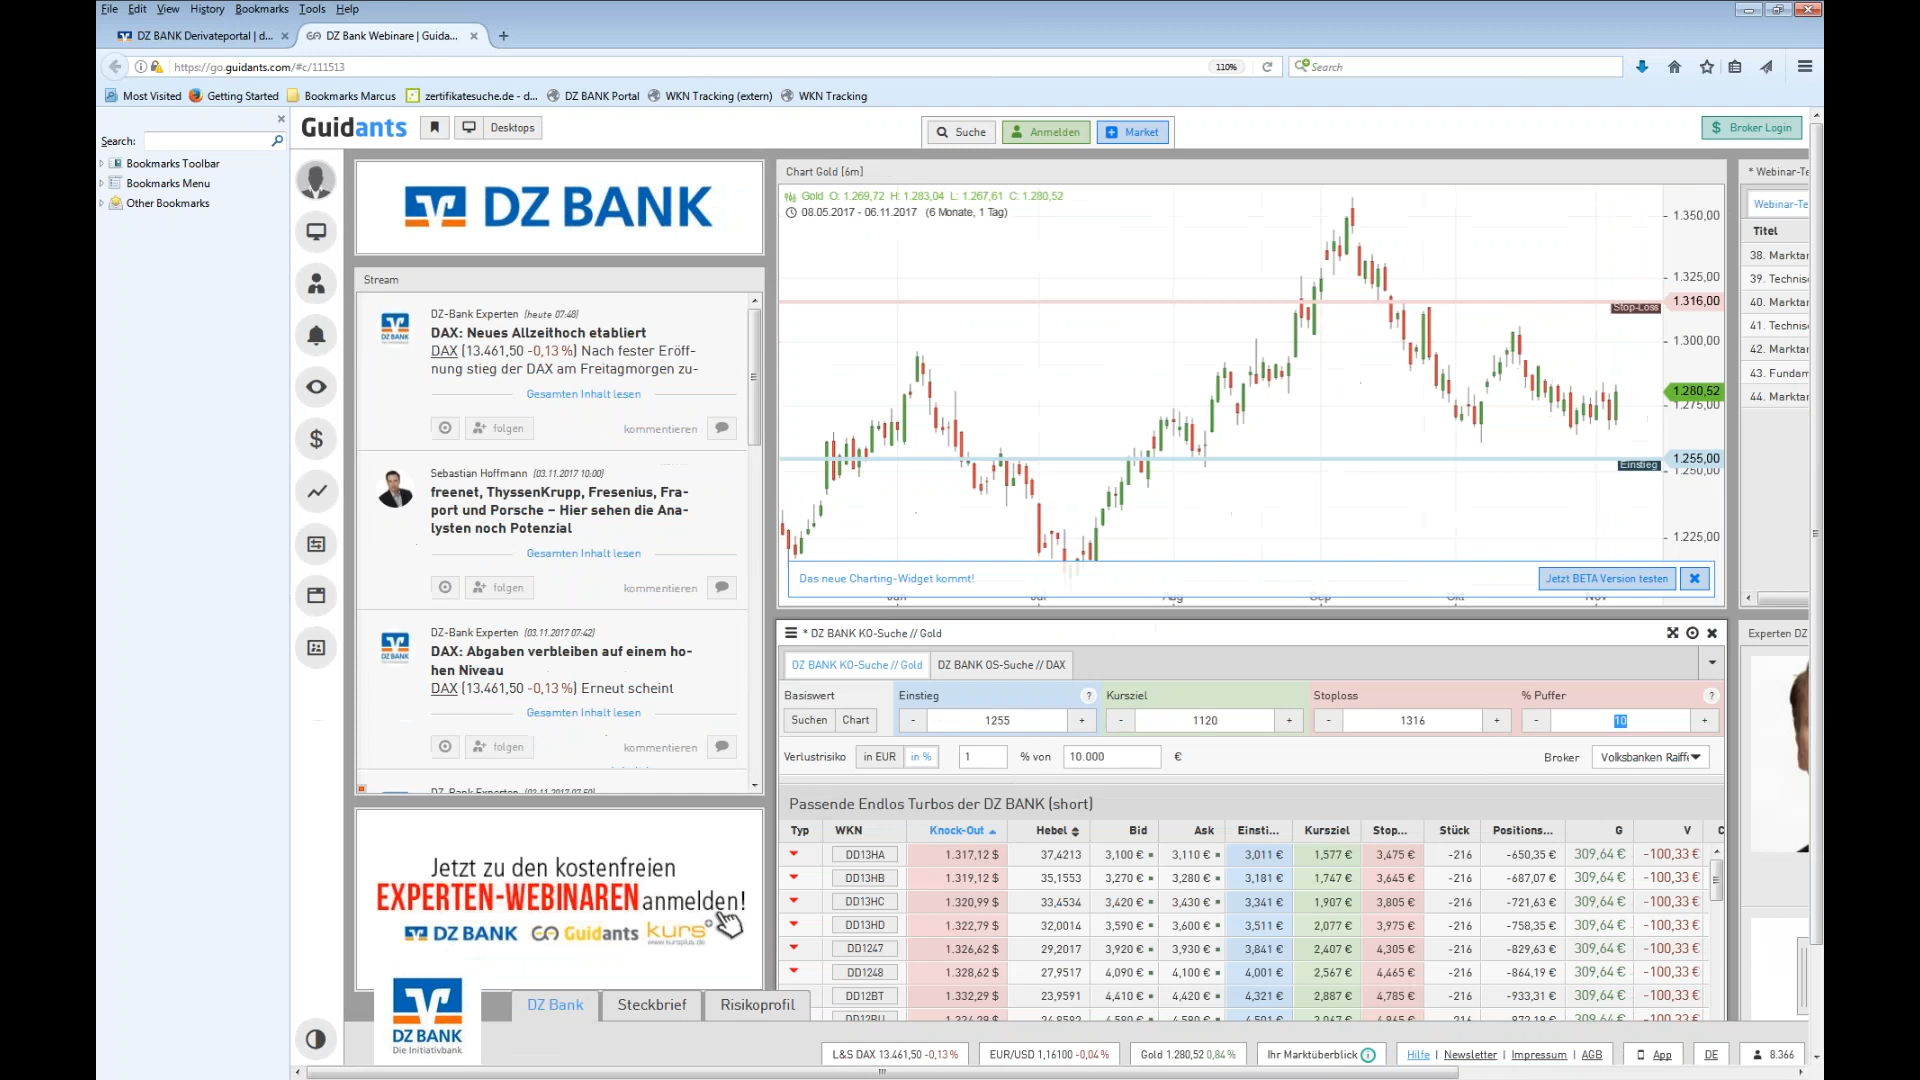 File Edit View History Bookmarks Tools Help
DZ BANK Derivateportal | d... DZ Bank Webinare | Guida...
https://go.guidants.com/#c/111513 110% Search
Most Visited Getting Started Bookmarks Marcus zertifikatesuche.de - d... DZ BANK Portal WKN Tracking (extern) WKN Tracking
Search:
Bookmarks Toolbar
Bookmarks Menu
Other Bookmarks
Guidants Desktops Suche Anmelden Market $ Broker Login
DZ BANK
Stream
DZ-Bank Experten (heute 07:48)
DAX: Neues Allzeithoch etabliert
DAX (13.461,50 -0,13 %) Nach fester Eröff-
nung stieg der DAX am Freitagmorgen zu-
Gesamten Inhalt lesen
folgen kommentieren
Sebastian Hoffmann (03.11.2017 10:00)
freenet, ThyssenKrupp, Fresenius, Fra-
port und Porsche – Hier sehen die Ana-
lysten noch Potenzial
Gesamten Inhalt lesen
folgen kommentieren
DZ-Bank Experten (03.11.2017 07:42)
DAX: Abgaben verbleiben auf einem ho-
hen Niveau
DAX (13.461,50 -0,13 %) Erneut scheint
Gesamten Inhalt lesen
folgen kommentieren
Jetzt zu den kostenfreien
EXPERTEN-WEBINAREN anmelden!
DZ BANK Guidants kurs
www.kursplus.de
DZ BANK
Die Initiativbank
DZ Bank Steckbrief Risikoprofil
Chart Gold [6m]
Gold O: 1.269,72 H: 1.283,04 L: 1.267,61 C: 1.280,52
08.05.2017 - 06.11.2017 (6 Monate, 1 Tag)
1.350,00
1.325,00
Stop-Loss 1.316,00
1.300,00
1.280,52
1.275,00
1.255,00
Einstieg
1.250,00
1.225,00
Das neue Charting-Widget kommt! Jetzt BETA Version testen
Jun Jul Aug Sep Okt Nov
* DZ BANK KO-Suche // Gold
DZ BANK KO-Suche // Gold DZ BANK OS-Suche // DAX
Basiswert Einstieg ? Kursziel Stoploss % Puffer ?
Suchen Chart - 1255 + - 1120 + - 1316 + - 10 +
Verlustrisiko in EUR in % 1 % von 10.000 € Broker Volksbanken Raiffe
Passende Endlos Turbos der DZ BANK (short)
Typ WKN Knock-Out Hebel Bid Ask Einsti... Kursziel Stop... Stück Positions... G V C
DD13HA 1.317,12 $ 37,4213 3,100 € 3,110 € 3,011 € 1,577 € 3,475 € -216 -650,35 € 309,64 € -100,33 €
DD13HB 1.319,12 $ 35,1553 3,270 € 3,280 € 3,181 € 1,747 € 3,645 € -216 -687,07 € 309,64 € -100,33 €
DD13HC 1.320,99 $ 33,4534 3,420 € 3,430 € 3,341 € 1,907 € 3,805 € -216 -721,63 € 309,64 € -100,33 €
DD13HD 1.322,79 $ 32,0014 3,590 € 3,600 € 3,511 € 2,077 € 3,975 € -216 -758,35 € 309,64 € -100,33 €
DD1247 1.326,62 $ 29,2017 3,920 € 3,930 € 3,841 € 2,407 € 4,305 € -216 -829,63 € 309,64 € -100,33 €
DD1248 1.328,62 $ 27,9517 4,090 € 4,100 € 4,001 € 2,567 € 4,465 € -216 -864,19 € 309,64 € -100,33 €
DD12BT 1.332,29 $ 23,9591 4,410 € 4,420 € 4,321 € 2,887 € 4,785 € -216 -933,31 € 309,64 € -100,33 €
* Webinar-Te
Webinar-Te
Titel
38. Marktar
39. Technis
40. Marktar
41. Technis
42. Marktar
43. Fundam
44. Marktar
Experten DZ
L&S DAX 13.461,50 -0,13 % EUR/USD 1,16100 -0,04 % Gold 1.280,52 0,84 % Ihr Marktüberblick Hilfe | Newsletter | Impressum | AGB App DE 8.366